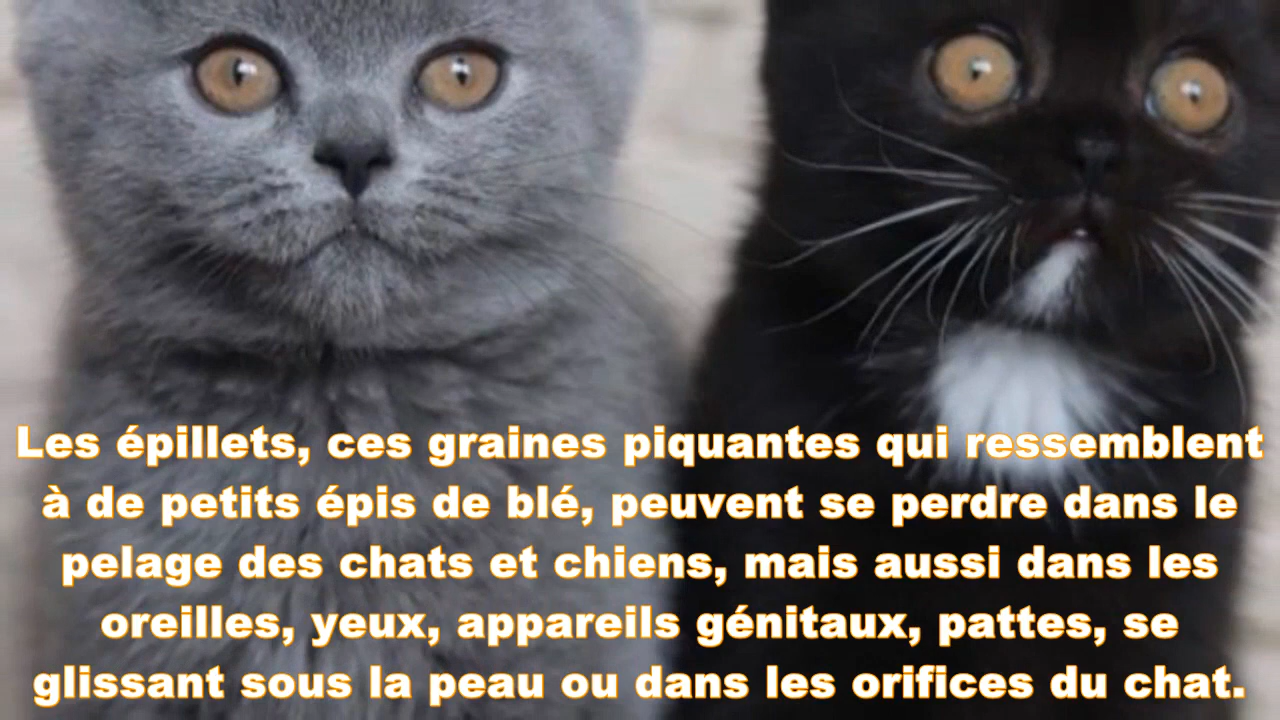 Les épillets, ces graines piquantes qui ressemblent
à de petits épis de blé, peuvent se perdre dans le
pelage des chats et chiens, mais aussi dans les
oreilles, yeux, appareils génitaux, pattes, se
glissant sous la peau ou dans les orifices du chat.